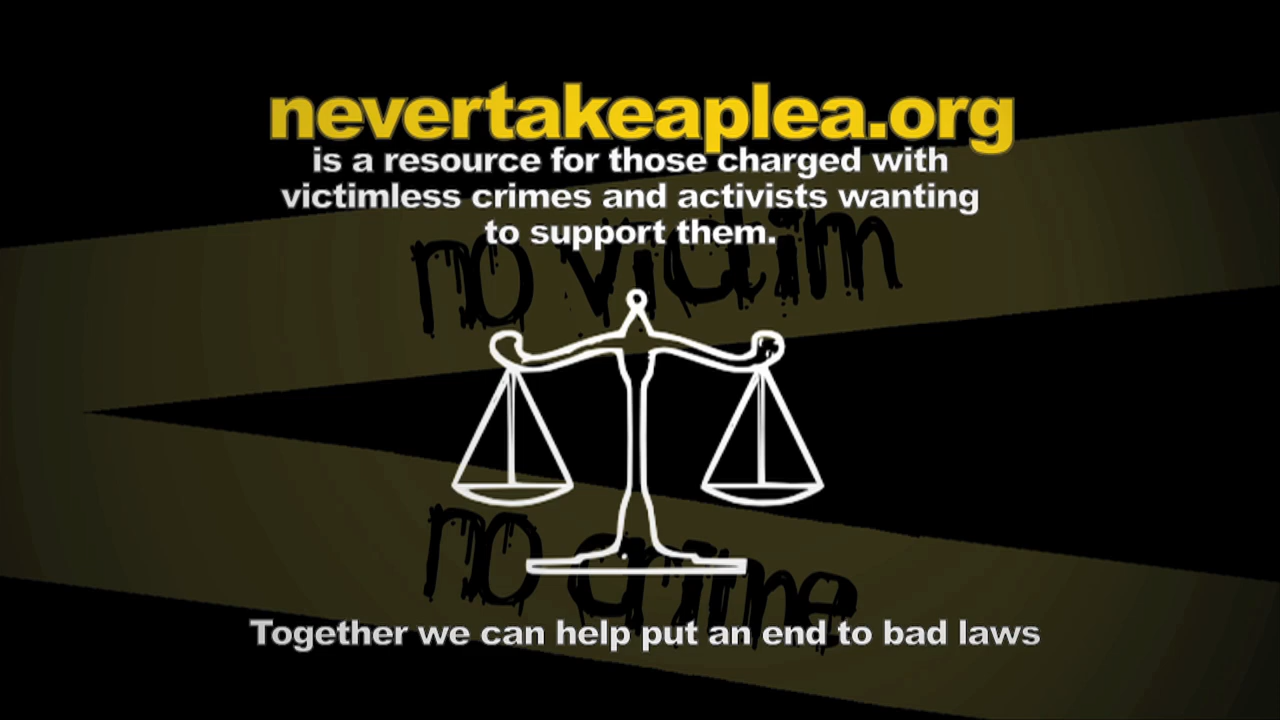 nevertakeaplea.org
is a resource for those charged with
victimless crimes and activists wanting
to support them.
no victim
no crime
Together we can help put an end to bad laws